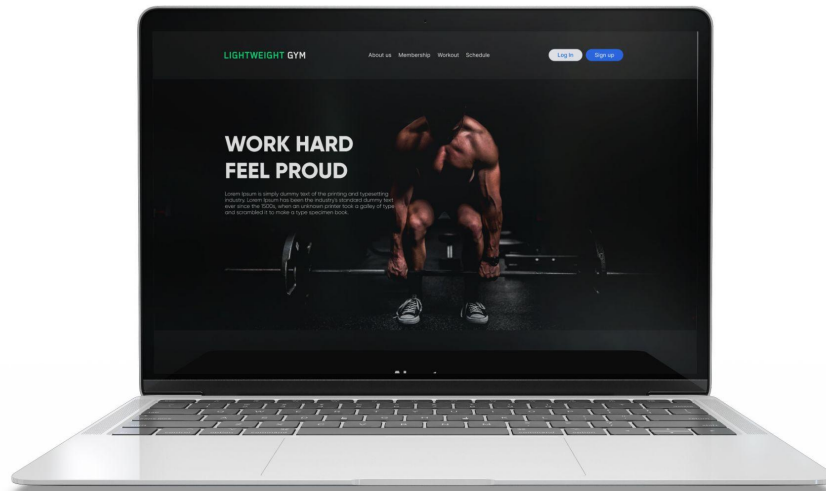 LIGHTWEIGHT GYM
About us Membership Workout Schedule
Log In
Sign up
WORK HARD
FEEL PROUD
Lorem Ipsum is simply dummy text of the printing and typesetting
industry. Lorem Ipsum has been the industry's standard dummy text
ever since the 1500s, when an unknown printer took a galley of type
and scrambled it to make a type specimen book.